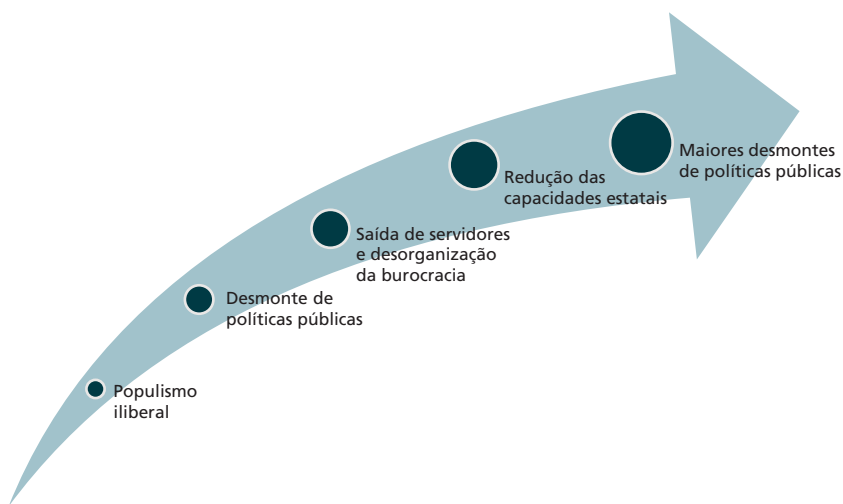 Maiores desmontes
de políticas públicas
Redução das
capacidades estatais
Saída de servidores
e desorganização
da burocracia
Desmonte de
políticas públicas
Populismo
iliberal